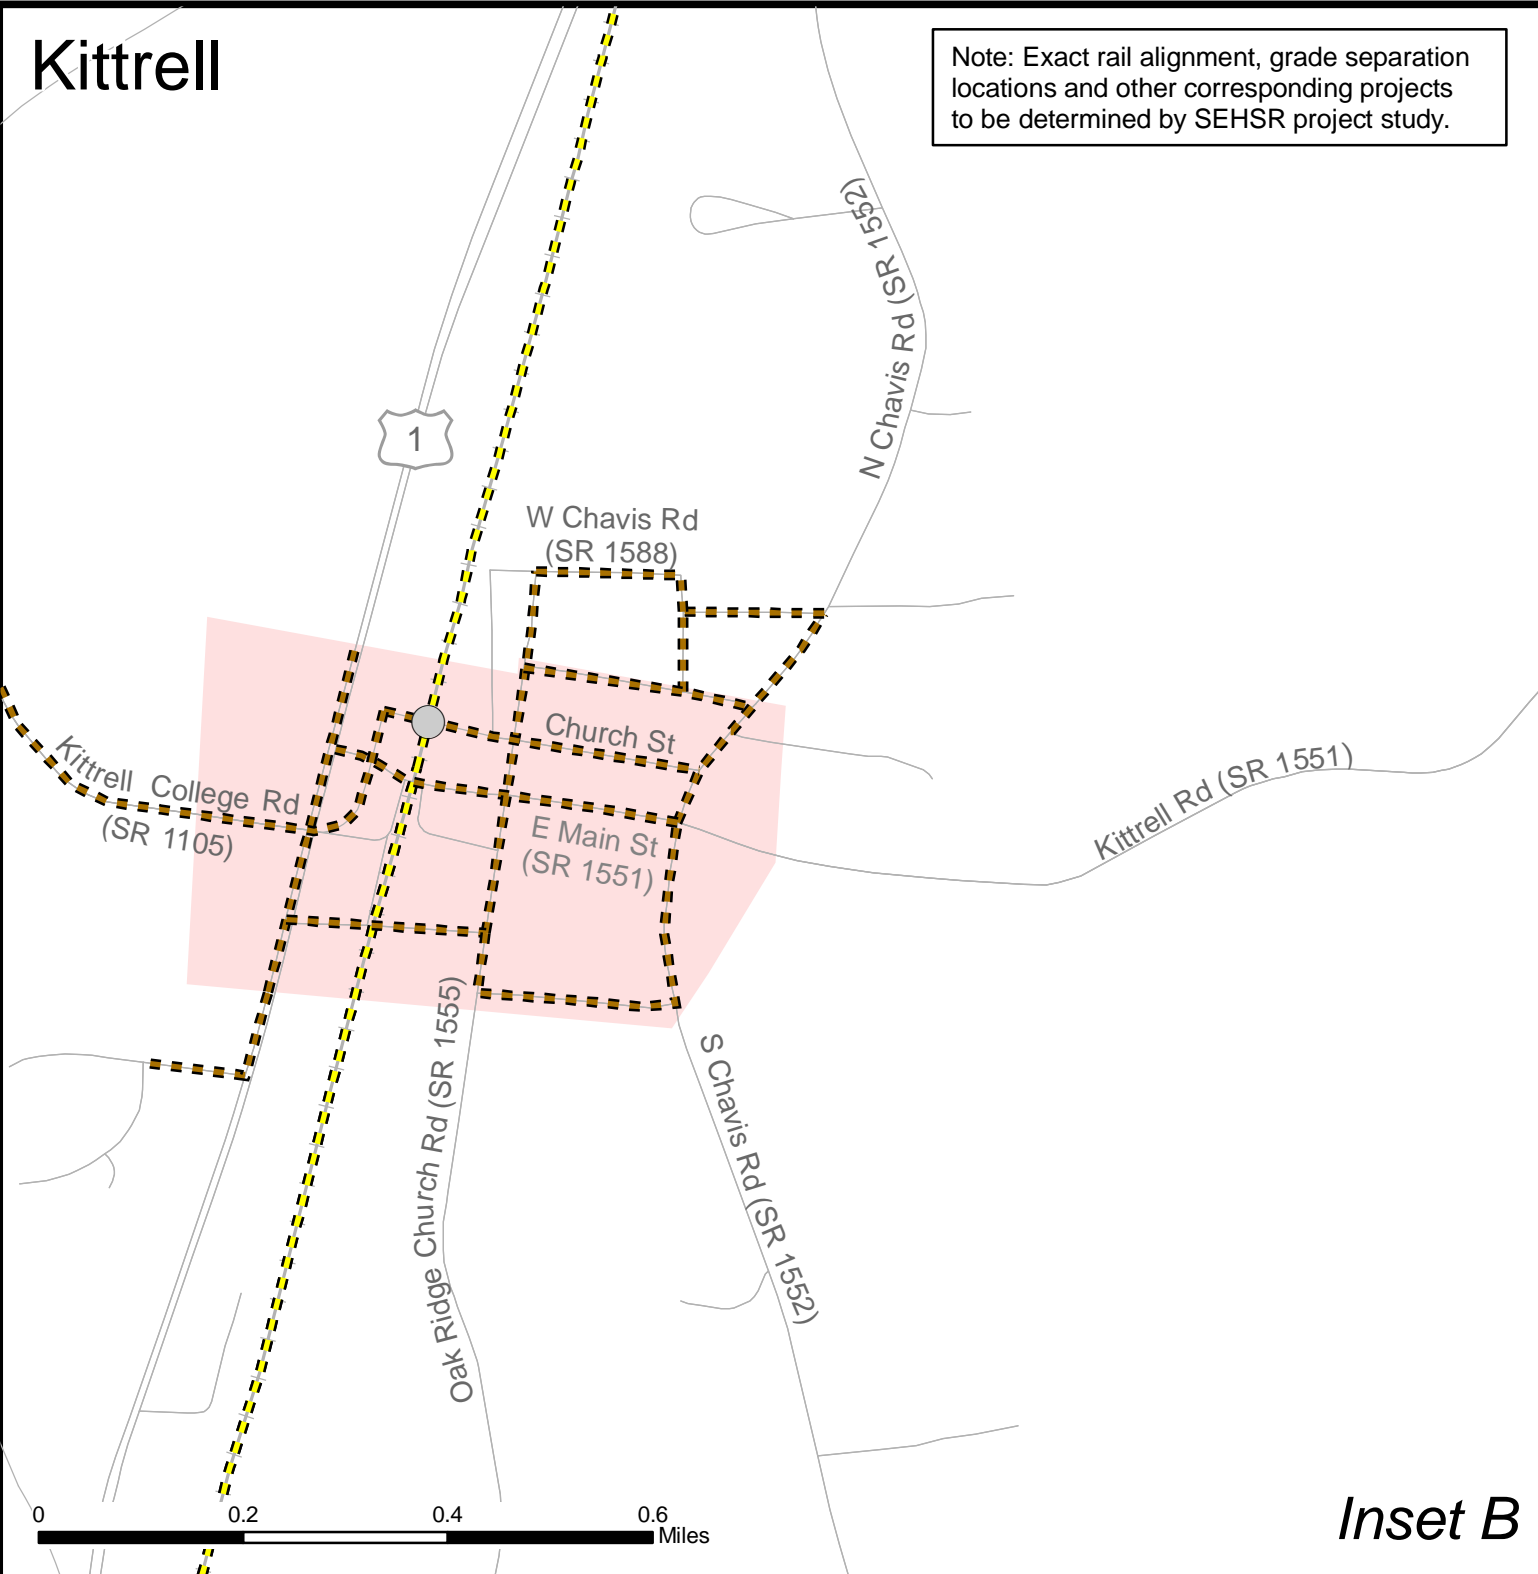 Kittrell
Note: Exact rail alignment, grade separation
locations and other corresponding projects
to be determined by SEHSR project study.
N Chavis Rd (SR 1552)
1
W Chavis Rd
(SR 1588)
Church St
Kittrell College Rd
(SR 1105)
E Main St
(SR 1551)
Kittrell Rd (SR 1551)
Oak Ridge Church Rd (SR 1555)
S Chavis Rd (SR 1552)
0 0.2 0.4 0.6
Miles
Inset B